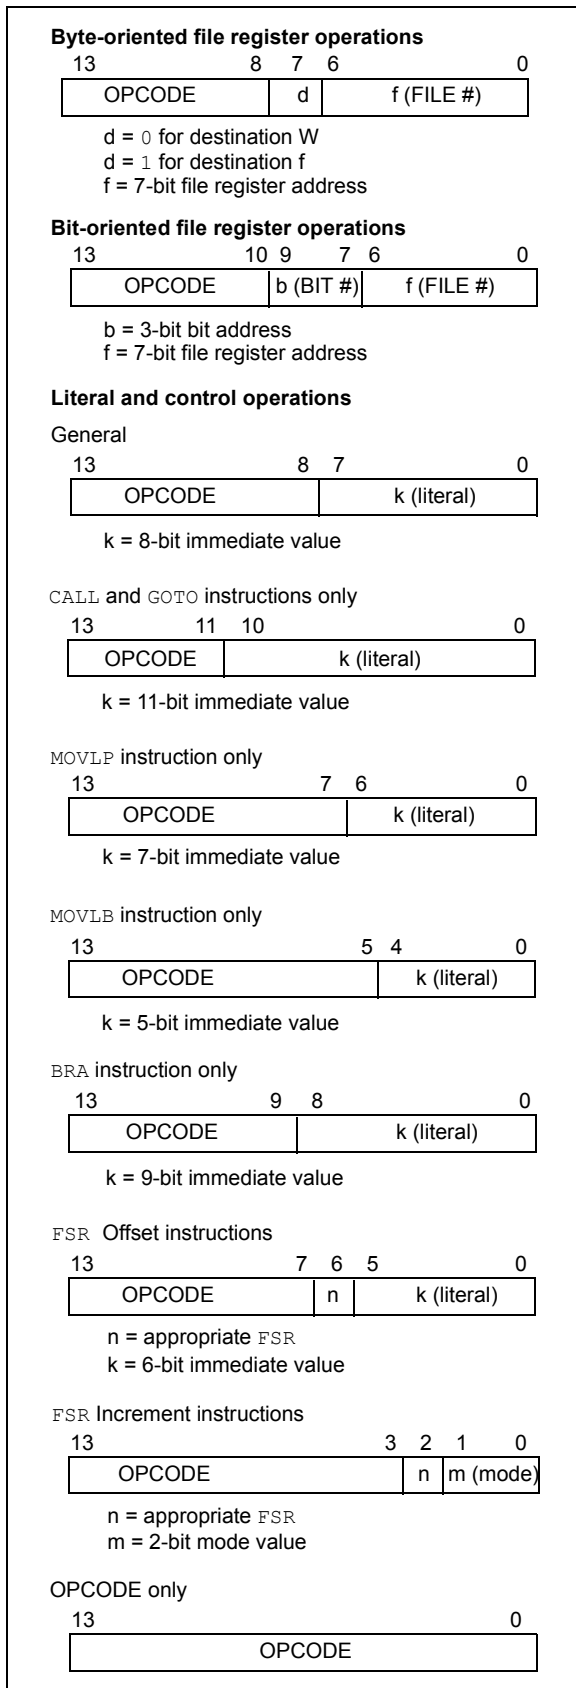 Byte-oriented file register operations
13 8 7 6 0
OPCODE d f (FILE #)
d = 0 for destination W
d = 1 for destination f
f = 7-bit file register address
Bit-oriented file register operations
13 10 9 7 6 0
OPCODE b (BIT #) f (FILE #)
b = 3-bit bit address
f = 7-bit file register address
Literal and control operations
General
13 8 7 0
OPCODE k (literal)
k = 8-bit immediate value
CALL and GOTO instructions only
13 11 10 0
OPCODE k (literal)
k = 11-bit immediate value
MOVLP instruction only
13 7 6 0
OPCODE k (literal)
k = 7-bit immediate value
MOVLB instruction only
13 5 4 0
OPCODE k (literal)
k = 5-bit immediate value
BRA instruction only
13 9 8 0
OPCODE k (literal)
k = 9-bit immediate value
FSR Offset instructions
13 7 6 5 0
OPCODE n k (literal)
n = appropriate FSR
k = 6-bit immediate value
FSR Increment instructions
13 3 2 1 0
OPCODE n m (mode)
n = appropriate FSR
m = 2-bit mode value
OPCODE only
13 0
OPCODE